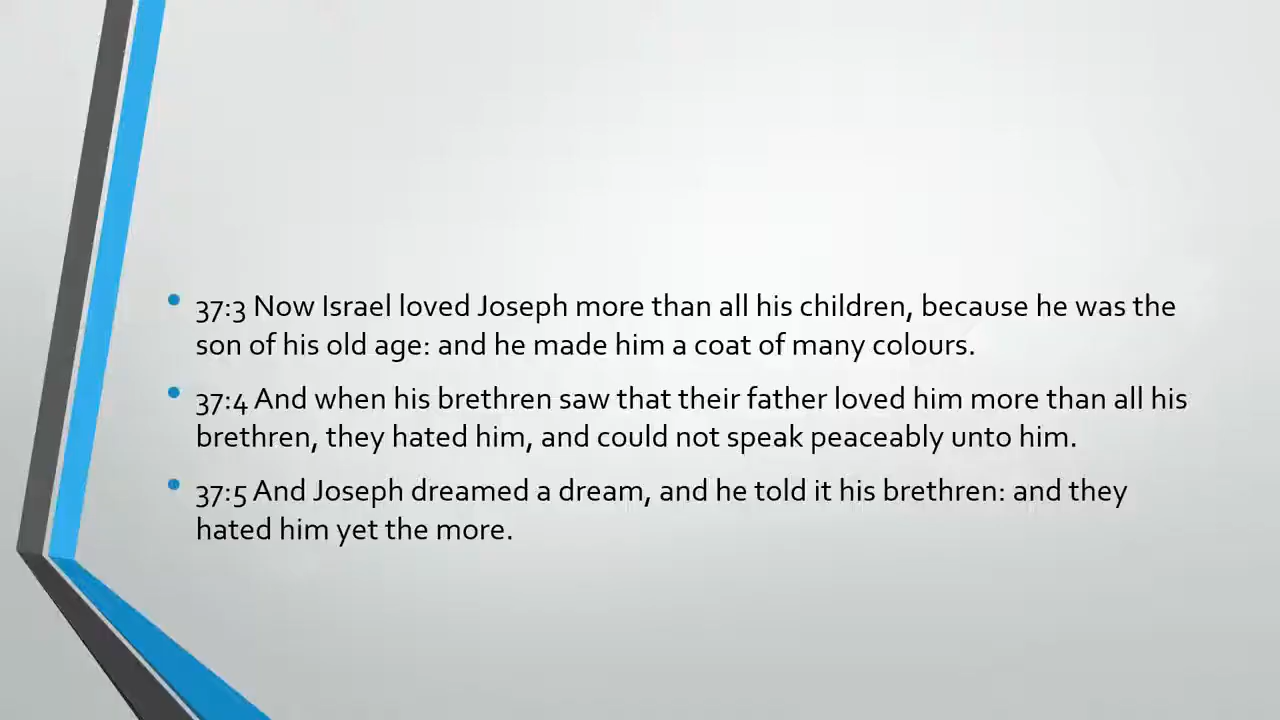 • 37:3 Now Israel loved Joseph more than all his children, because he was the
son of his old age: and he made him a coat of many colours.
• 37:4 And when his brethren saw that their father loved him more than all his
brethren, they hated him, and could not speak peaceably unto him.
• 37:5 And Joseph dreamed a dream, and he told it his brethren: and they
hated him yet the more.